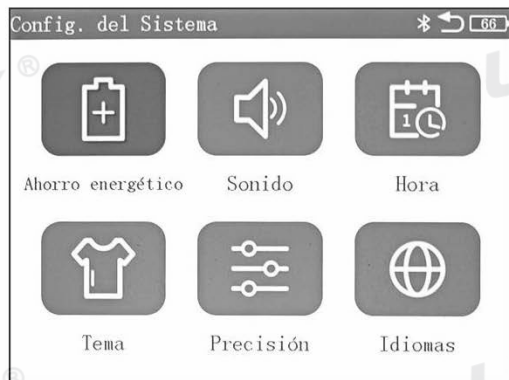 Config. del Sistema 66
Ahorro energético Sonido Hora
Tema Precisión Idiomas